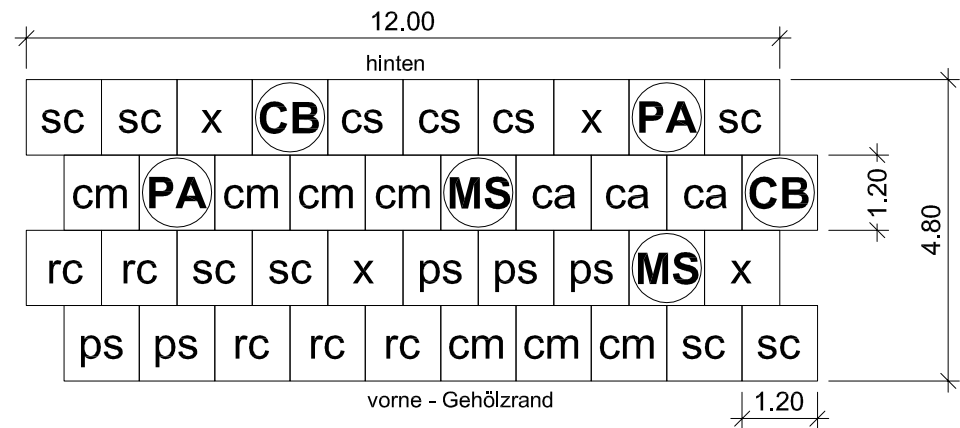 12.00
hinten
sc sc x CB cs cs cs x PA sc
cm PA cm cm cm MS ca ca ca CB
1.20
4.80
rc rc sc sc x ps ps ps MS x
ps ps rc rc rc cm cm cm sc sc
vorne - Gehölzrand
1.20